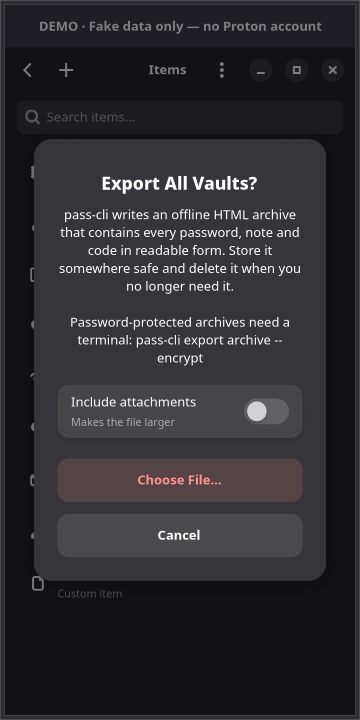 DEMO · Fake data only — no Proton account
Items
Search items...
Export All Vaults?
pass-cli writes an offline HTML archive
that contains every password, note and
code in readable form. Store it
somewhere safe and delete it when you
no longer need it.
Password-protected archives need a
terminal: pass-cli export archive --
encrypt
Include attachments
Makes the file larger
Choose File...
Cancel
Custom item